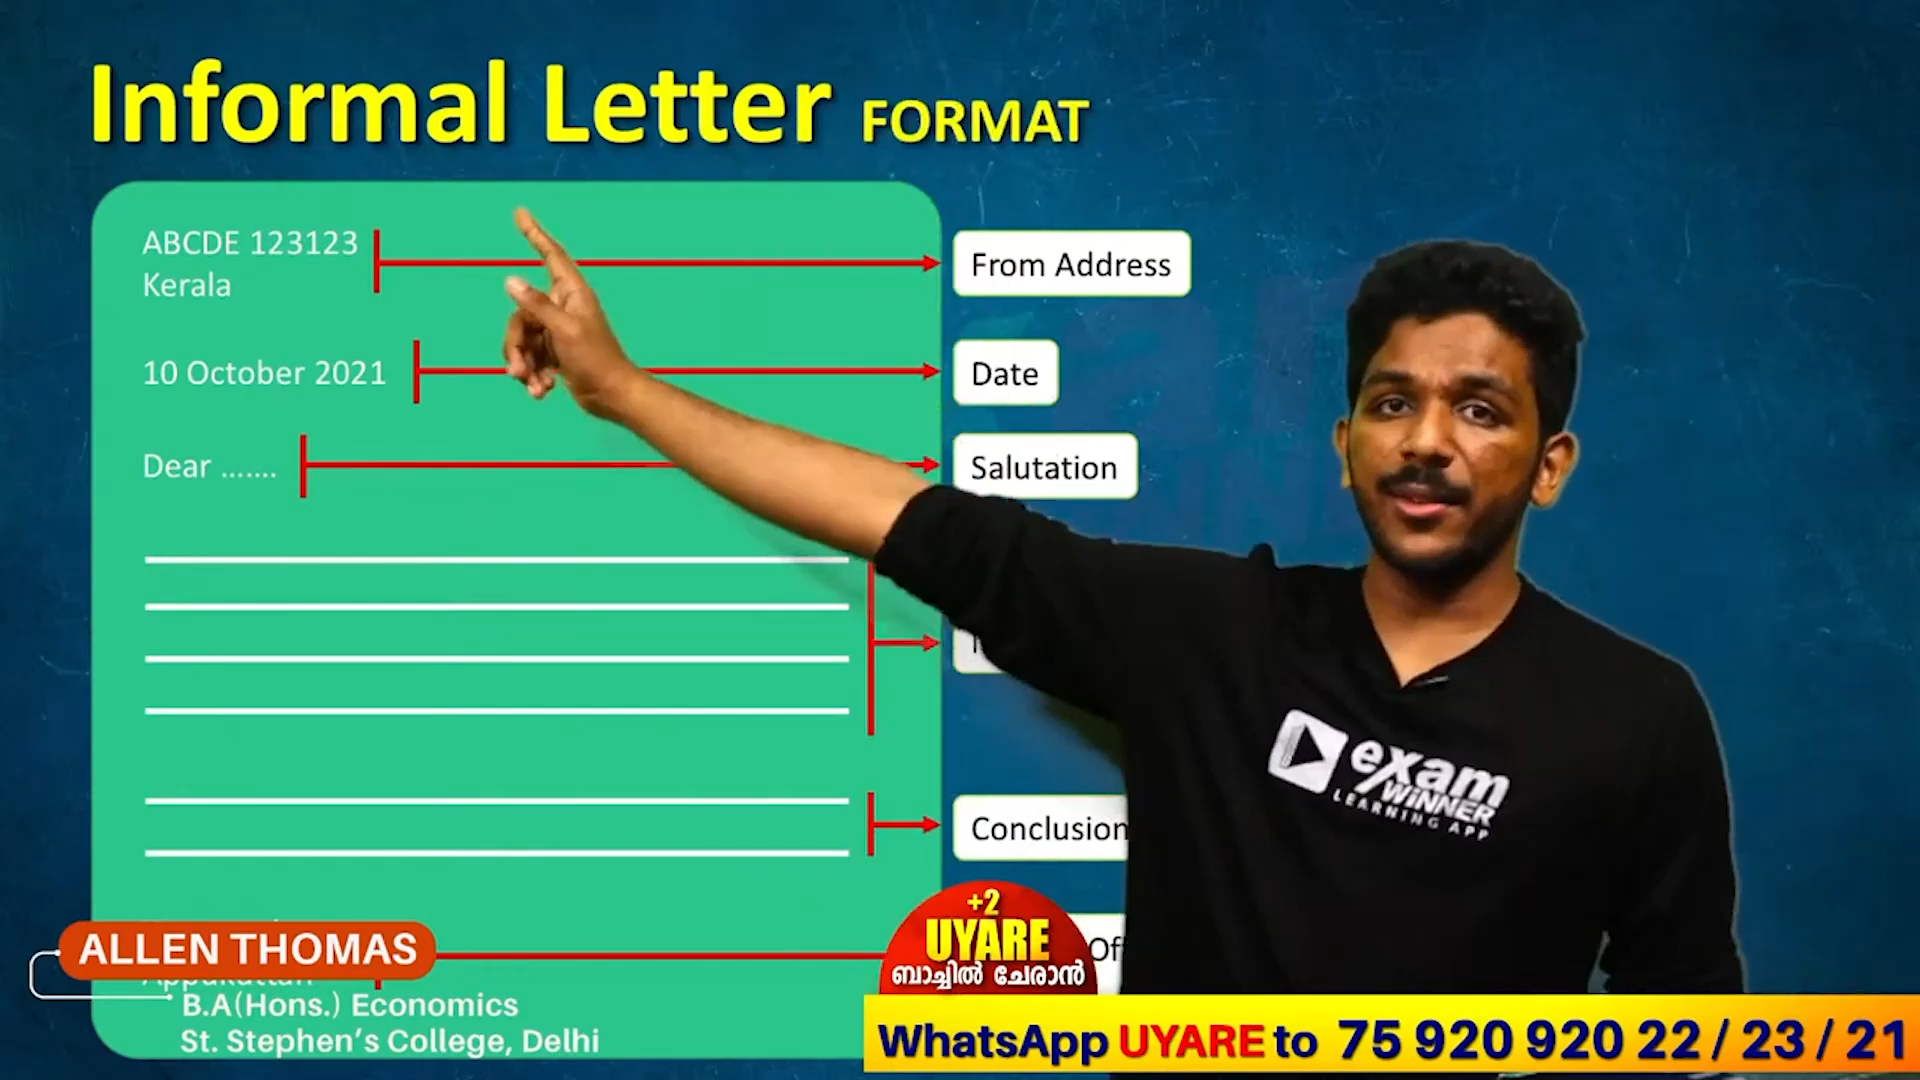 Informal Letter FORMAT
ABCDE 123123
Kerala
From Address
10 October 2021
Date
Dear .......
Salutation
Conclusion
ALLEN THOMAS
Appukuttan
B.A(Hons.) Economics
St. Stephen's College, Delhi
+2
UYARE
ബാച്ചിൽ ചേരാൻ
WhatsApp UYARE to 75 920 920 22 / 23 / 21
exam
WiNNER
LEARNING APP